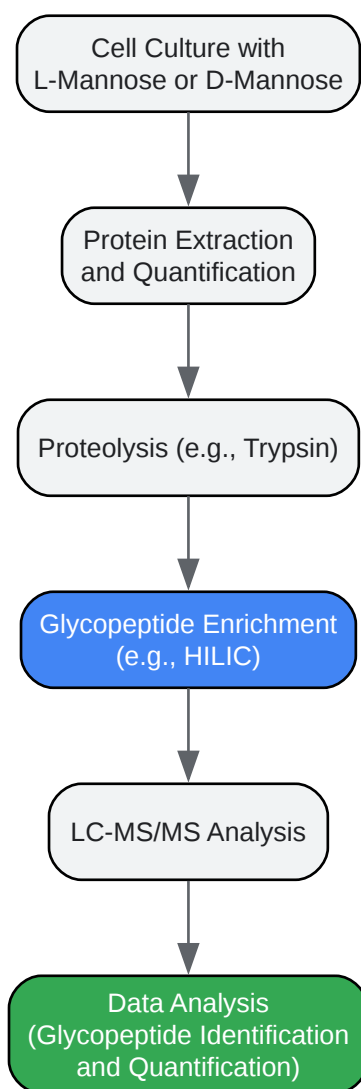 Cell Culture with
L-Mannose or D-Mannose
Protein Extraction
and Quantification
Proteolysis (e.g., Trypsin)
Glycopeptide Enrichment
(e.g., HILIC)
LC-MS/MS Analysis
Data Analysis
(Glycopeptide Identification
and Quantification)